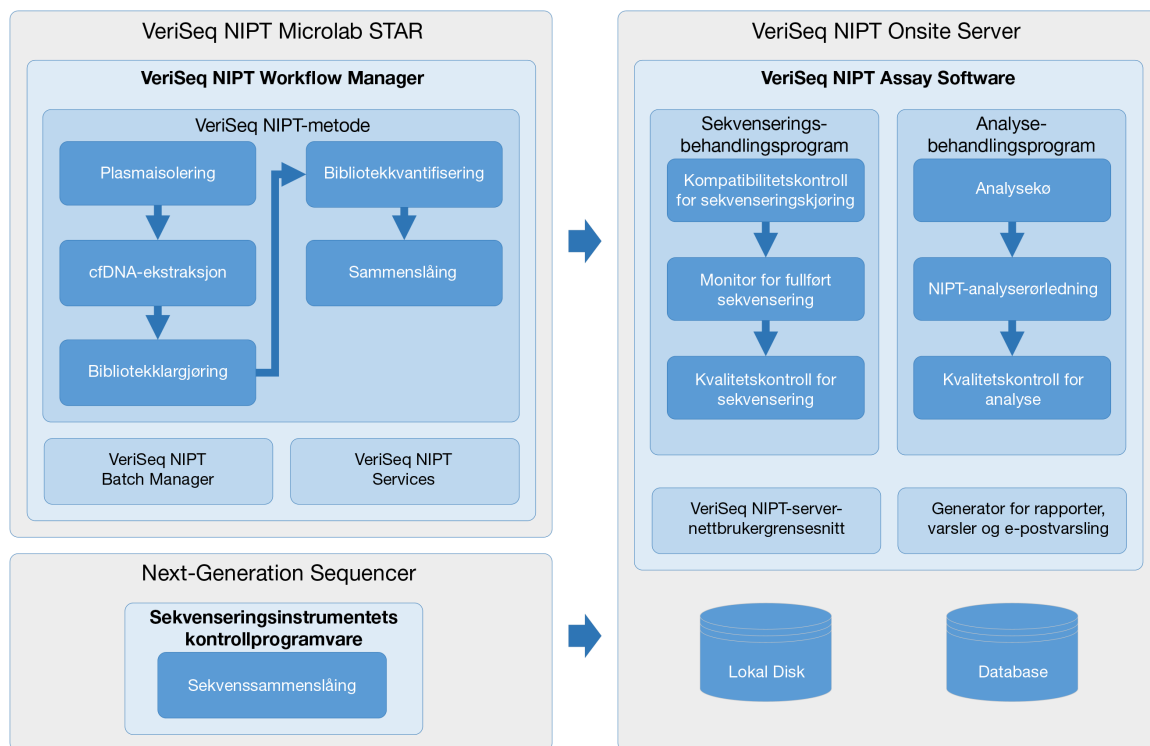 VeriSeq NIPT Microlab STAR
VeriSeq NIPT Workflow Manager
VeriSeq NIPT-metode
Plasmaisolering
cfDNA-ekstraksjon
Bibliotekklargjøring
Bibliotekkvantifisering
Sammenslåing
VeriSeq NIPT
Batch Manager
VeriSeq NIPT
Services
Next-Generation Sequencer
Sekvenseringsinstrumentets
kontrollprogramvare
Sekvenssammenslåing
VeriSeq NIPT Onsite Server
VeriSeq NIPT Assay Software
Sekvenserings-
behandlingsprogram
Kompatibilitetskontroll
for sekvenseringskjøring
Monitor for fullført
sekvensering
Kvalitetskontroll for
sekvensering
Analyse-
behandlingsprogram
Analysekø
NIPT-analyserørledning
Kvalitetskontroll for
analyse
VeriSeq NIPT-server-
nettbrukergrensesnitt
Generator for rapporter,
varsler og e-postvarsling
Lokal Disk
Database